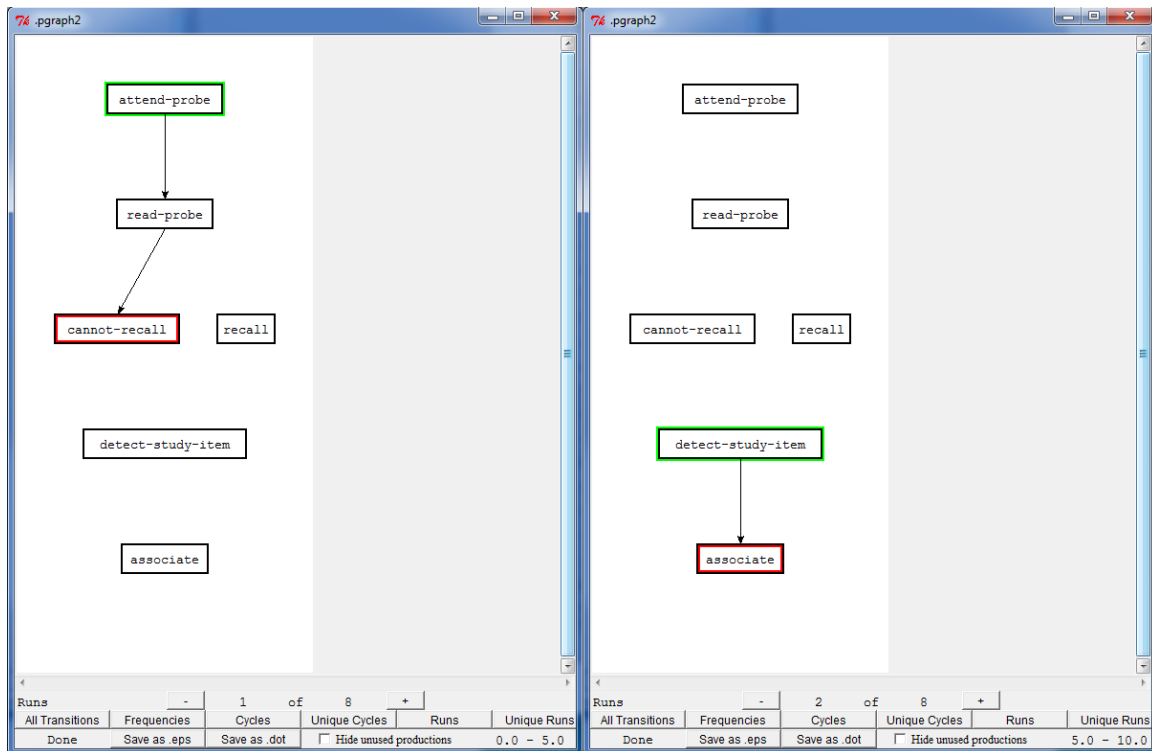 .pgraph2
attend-probe
read-probe
cannot-recall recall
detect-study-item
associate
Runs - 1 of 8 +
All Transitions Frequencies Cycles Unique Cycles Runs Unique Runs
Done Save as .eps Save as .dot Hide unused productions 0.0 - 5.0
.pgraph2
attend-probe
read-probe
cannot-recall recall
detect-study-item
associate
Runs - 2 of 8 +
All Transitions Frequencies Cycles Unique Cycles Runs Unique Runs
Done Save as .eps Save as .dot Hide unused productions 5.0 - 10.0